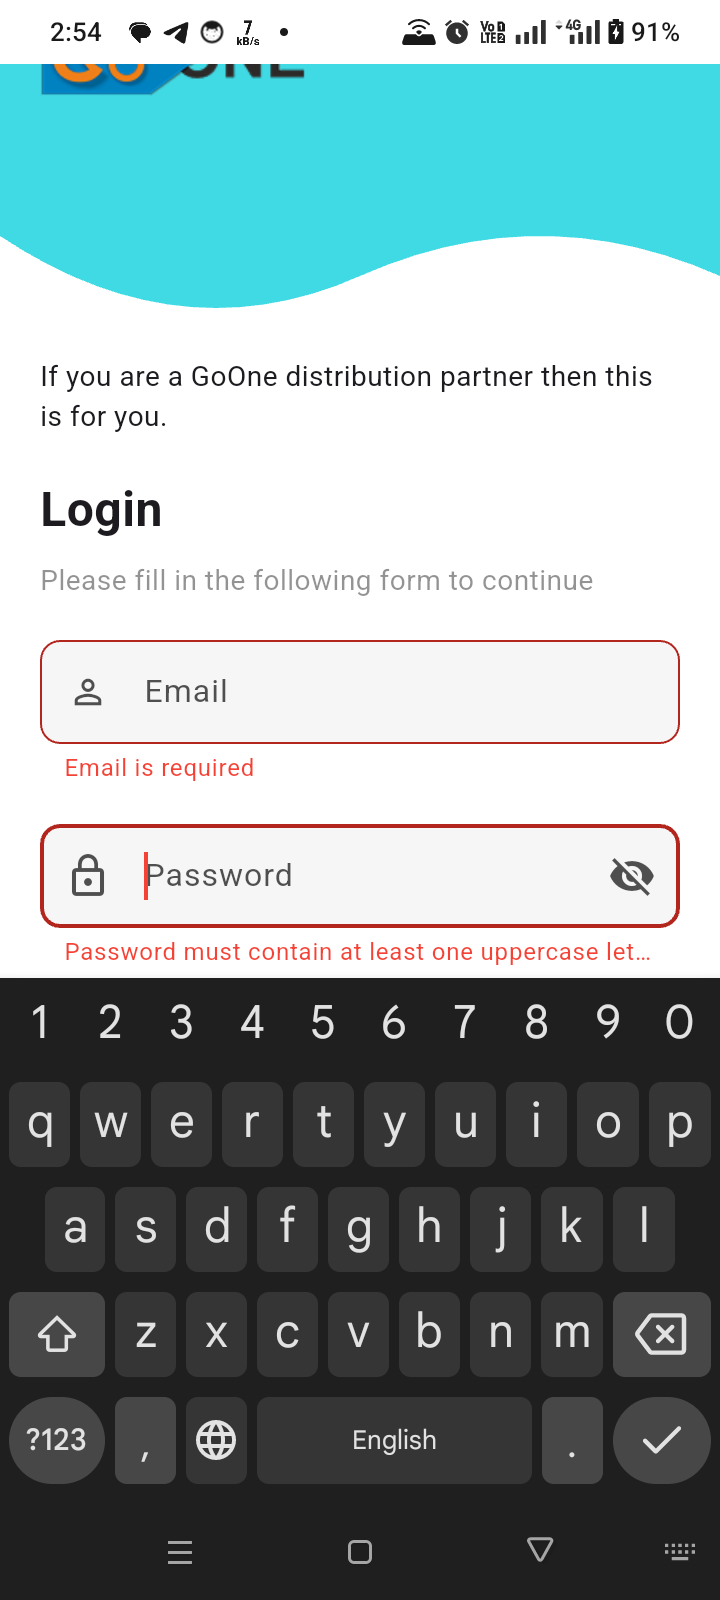 2:54 7 kB/s Vo D LTE2 4G 91%
GoONE
If you are a GoOne distribution partner then this
is for you.
Login
Please fill in the following form to continue
Email
Email is required
Password
Password must contain at least one uppercase let...
1 2 3 4 5 6 7 8 9 0
q w e r t y u i o p
a s d f g h j k l
z x c v b n m
?123 , English .